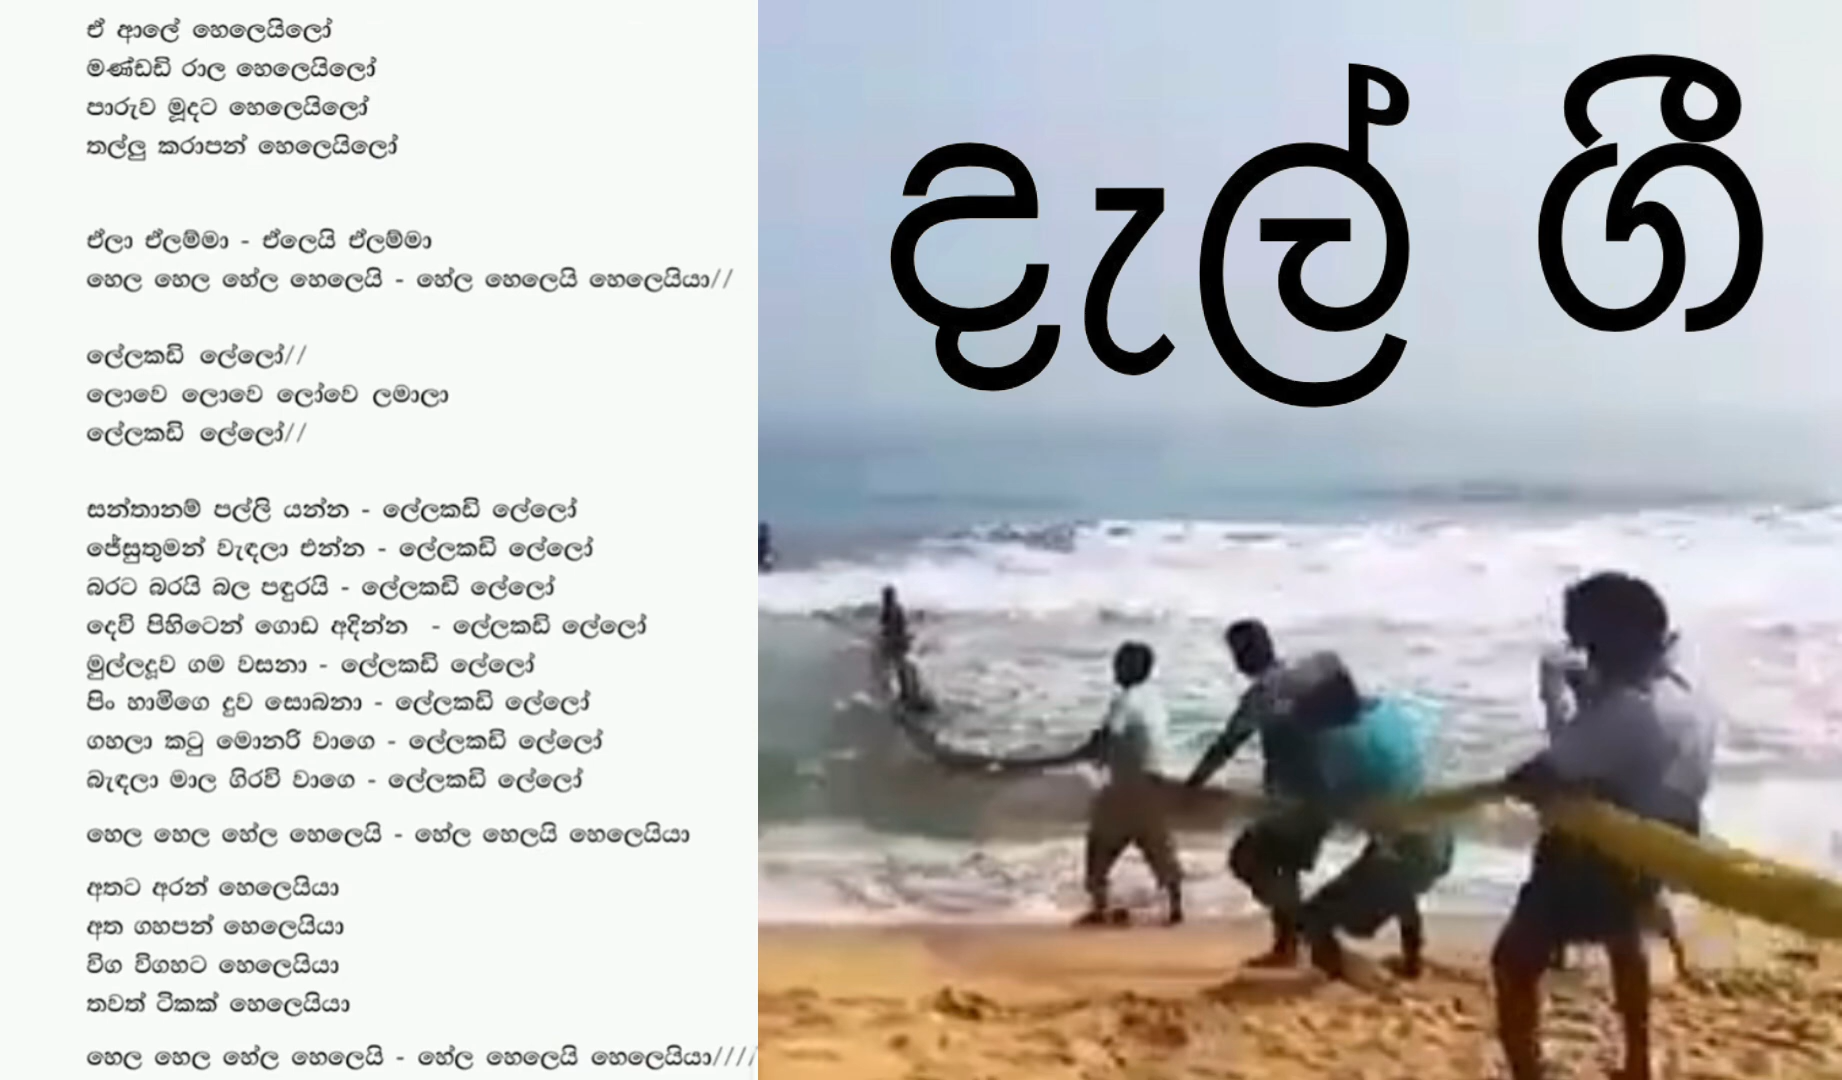 ඒ ආලේ හෙලෙයිලෝ
මණ්ඩඩි රාල හෙලෙයිලෝ
පාරුව මූදට හෙලෙයිලෝ
තල්ලු කරාපන් හෙලෙයිලෝ
ඒලා ඒලම්මා - ඒලෙයි ඒලම්මා
හෙල හෙල හේල හෙලෙයි - හේල හෙලෙයි හෙලෙයියා//
ලේලකඩි ලේලෝ//
ලොවෙ ලොවෙ ලෝවෙ ලමාලා
ලේලකඩි ලේලෝ//
සන්තානම් පල්ලි යන්න - ලේලකඩි ලේලෝ
ජේසුතුමන් වැඳලා එන්න - ලේලකඩි ලේලෝ
බරට බරයි බල පඳුරයි - ලේලකඩි ලේලෝ
දෙවි පිහිටෙන් ගොඩ අදින්න - ලේලකඩි ලේලෝ
මුල්ලදූව ගම වසනා - ලේලකඩි ලේලෝ
පිං හාමිගෙ දුව සොබනා - ලේලකඩි ලේලෝ
ගහලා කටු මොනරි වාගෙ - ලේලකඩි ලේලෝ
බැඳලා මාල ගිරවි වාගෙ - ලේලකඩි ලේලෝ
හෙල හෙල හේල හෙලෙයි - හේල හෙලයි හෙලෙයියා
අතට අරන් හෙලෙයියා
අත ගහපන් හෙලෙයියා
විග විගහට හෙලෙයියා
තවත් ටිකක් හෙලෙයියා
හෙල හෙල හේල හෙලෙයි - හේල හෙලෙයි හෙලෙයියා////
දැල් ගී